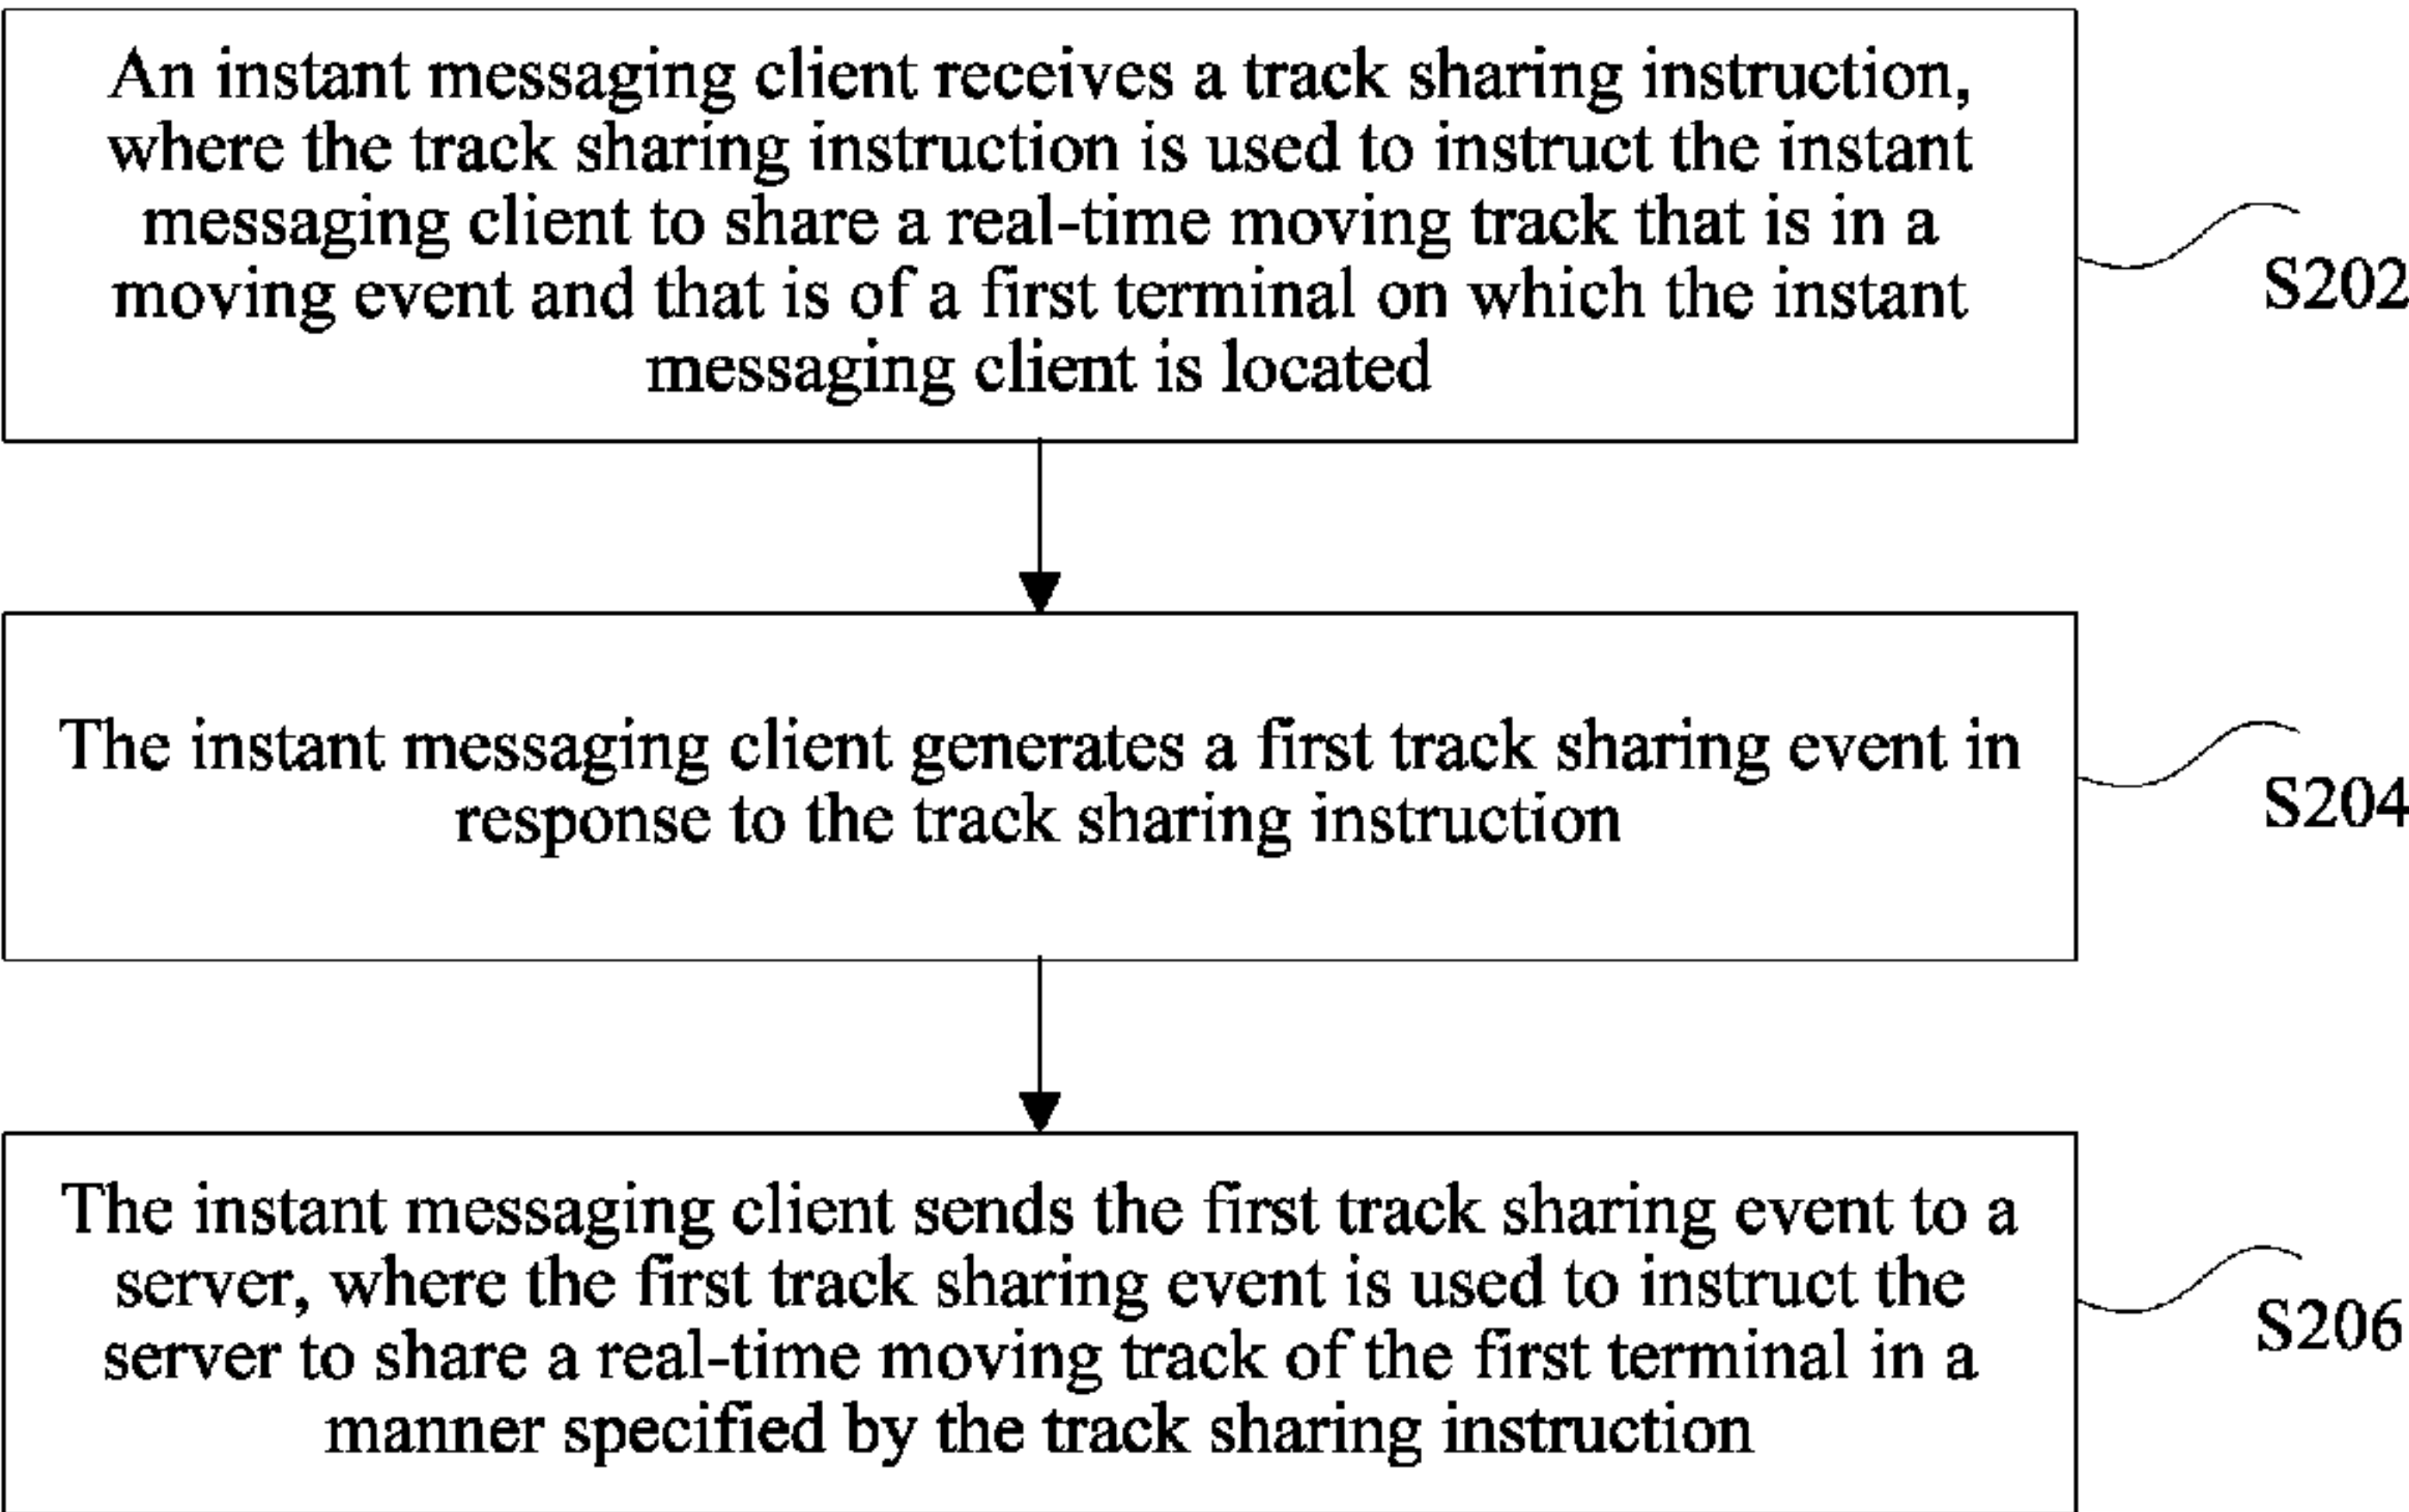 An instant messaging client receives a track sharing instruction,
where the track sharing instruction is used to instruct the instant
messaging client to share a real-time moving track that is in a
moving event and that is of a first terminal on which the instant
messaging client is located
S202
The instant messaging client generates a first track sharing event in
response to the track sharing instruction
S204
The instant messaging client sends the first track sharing event to a
server, where the first track sharing event is used to instruct the
server to share a real-time moving track of the first terminal in a
manner specified by the track sharing instruction
S206